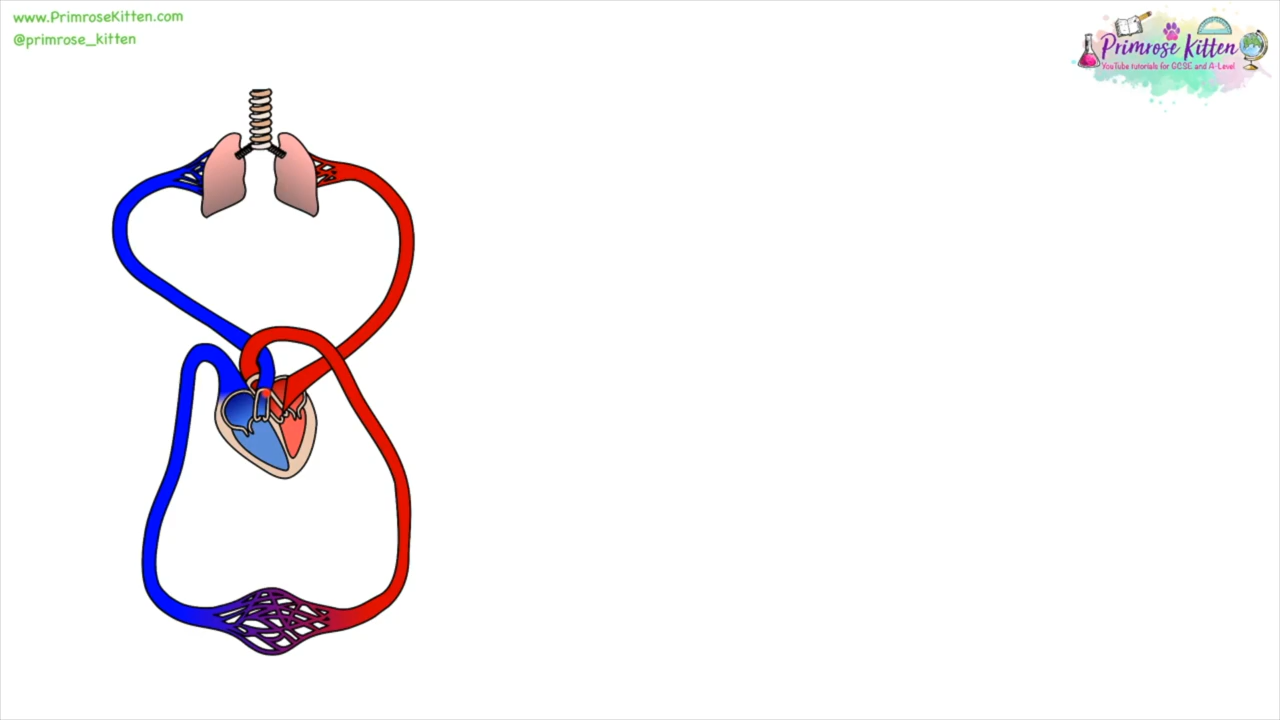 www.PrimroseKitten.com
@primrose_kitten
Primrose Kitten
YouTube tutorials for GCSE and A-Level